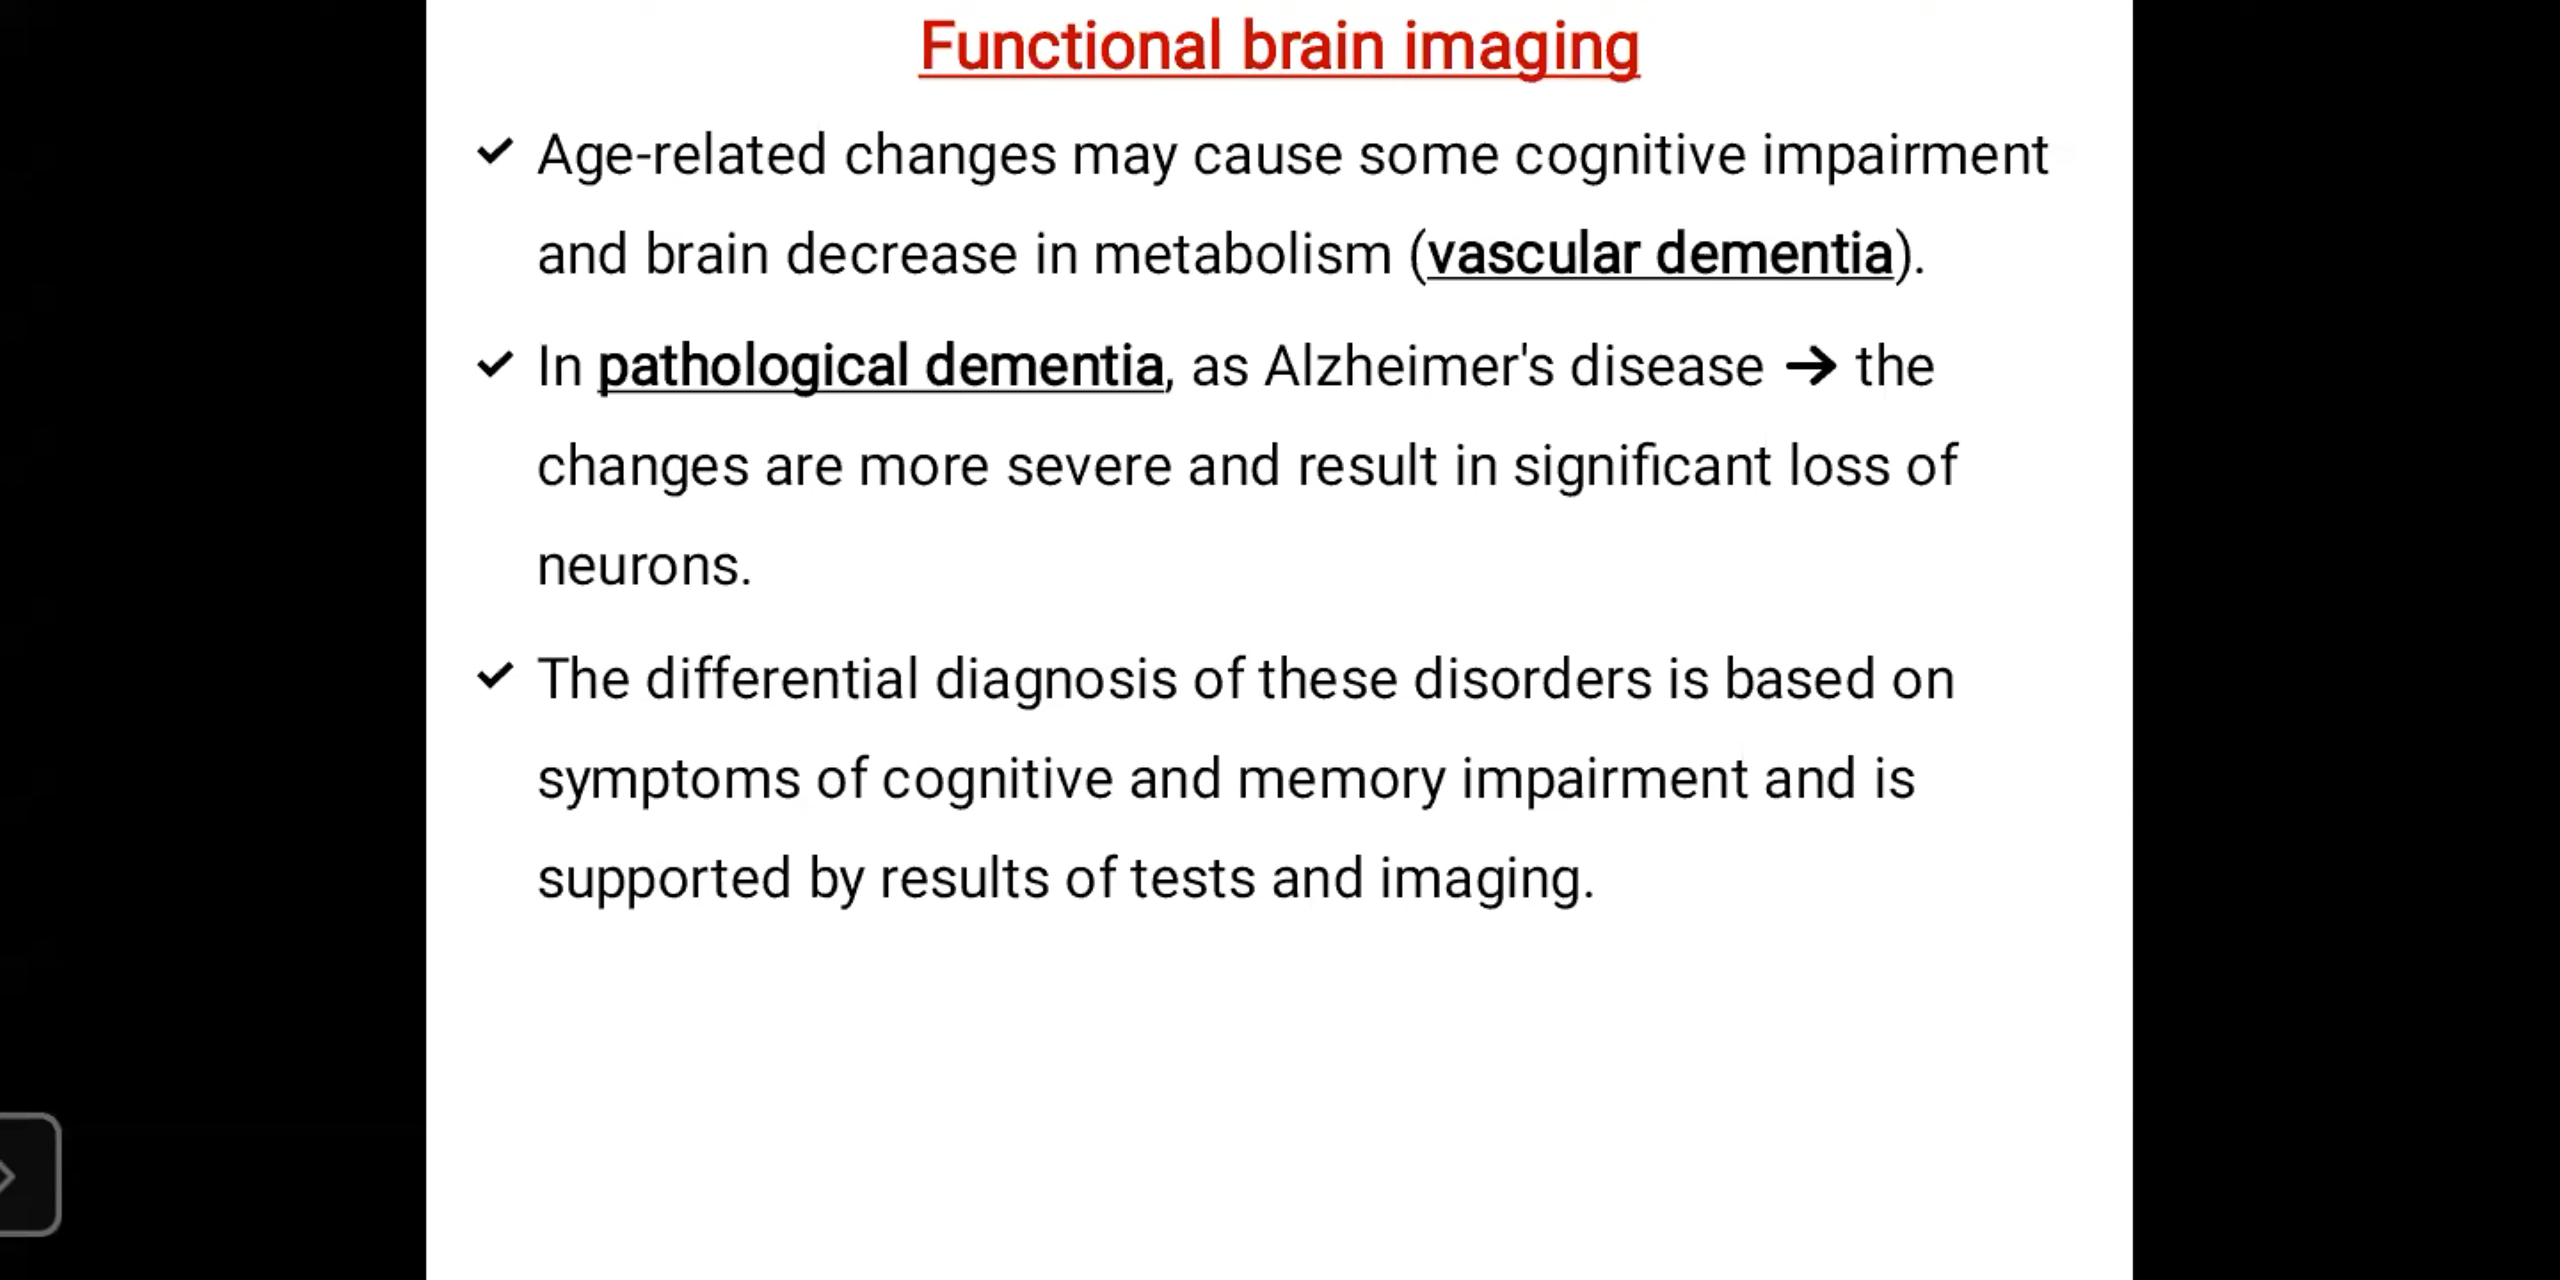 Functional brain imaging
✓ Age-related changes may cause some cognitive impairment
and brain decrease in metabolism (vascular dementia).
✓ In pathological dementia, as Alzheimer's disease → the
changes are more severe and result in significant loss of
neurons.
✓ The differential diagnosis of these disorders is based on
symptoms of cognitive and memory impairment and is
supported by results of tests and imaging.